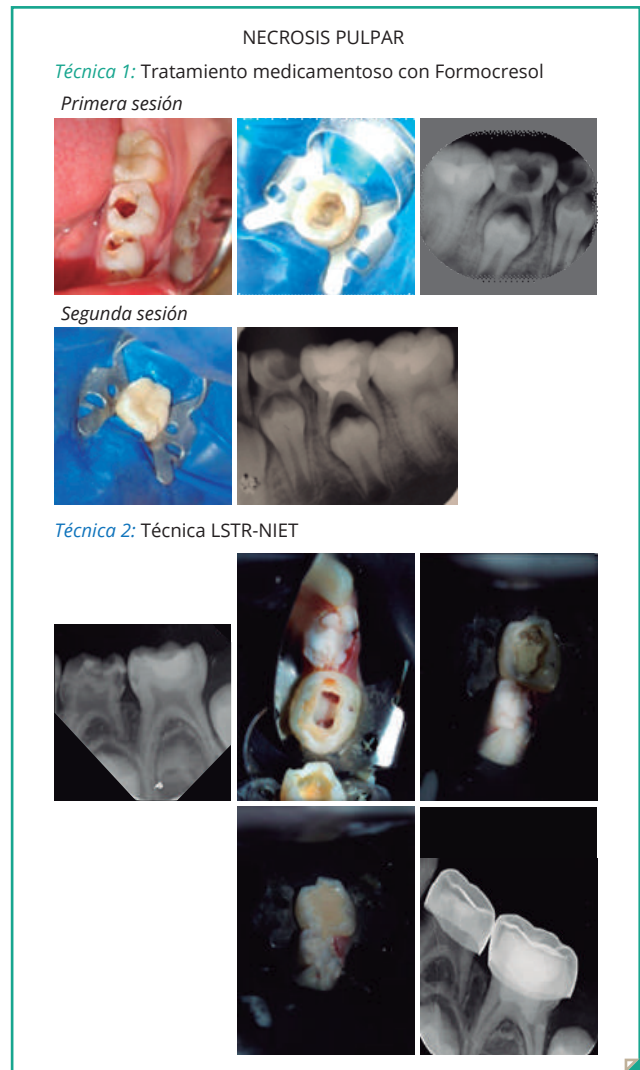 NECROSIS PULPAR
Técnica 1: Tratamiento medicamentoso con Formocresol
Primera sesión
Segunda sesión
Técnica 2: Técnica LSTR-NIET